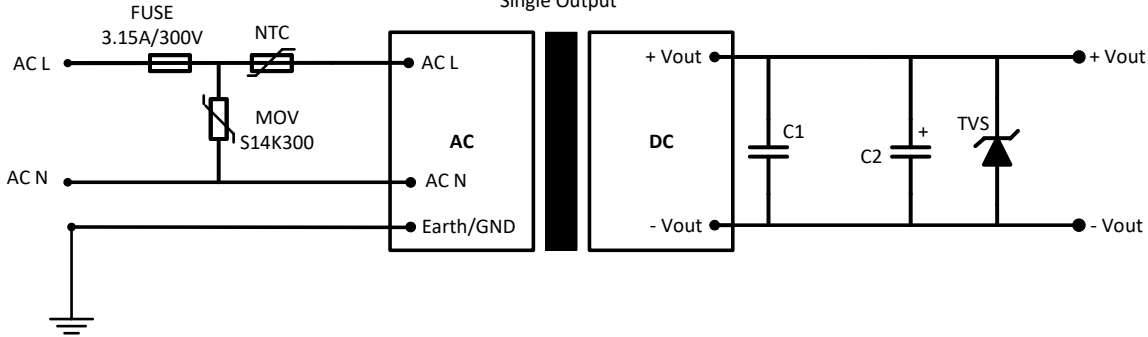 Single Output
FUSE
3.15A/300V
NTC
AC L
AC L
+ Vout
+ Vout
MOV
S14K300
AC
DC
C1
C2
+
TVS
AC N
AC N
Earth/GND
- Vout
- Vout